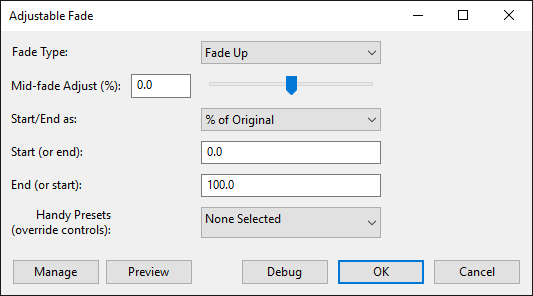 Adjustable Fade
Fade Type: Fade Up
Mid-fade Adjust (%): 0.0
Start/End as: % of Original
Start (or end): 0.0
End (or start): 100.0
Handy Presets
(override controls): None Selected
Manage Preview Debug OK Cancel